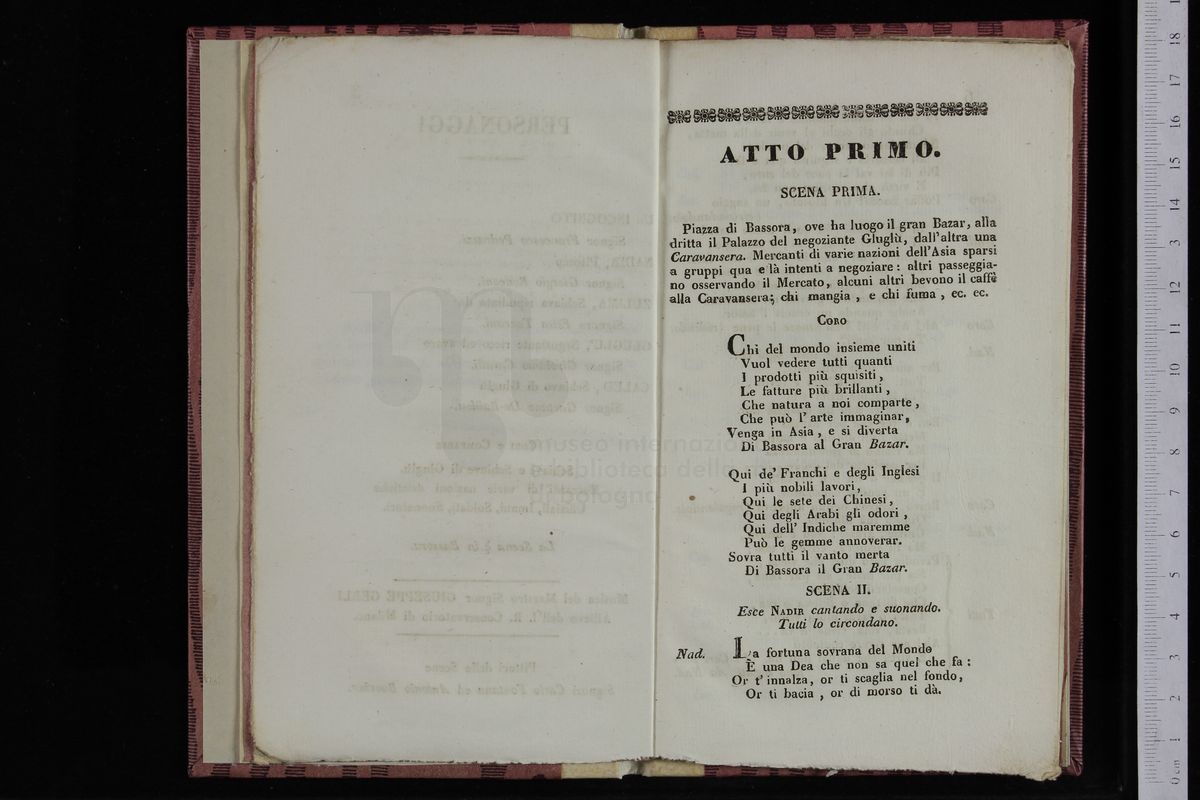 ATTO PRIMO.
SCENA PRIMA.
Piazza di Bassora, ove ha luogo il gran Bazar, alla
dritta il Palazzo del negoziante Gluglù, dall'altra una
Caravansera. Mercanti di varie nazioni dell'Asia sparsi
a gruppi qua e là intenti a negoziare: altri passeggia-
no osservando il Mercato, alcuni altri bevono il caffè
alla Caravansera; chi mangia, e chi fuma, ec. ec.
CORO
Chi del mondo insieme uniti
Vuol vedere tutti quanti
I prodotti più squisiti,
Le fatture più brillanti,
Che natura a noi comparte,
Che può l'arte immaginar,
Venga in Asia, e si diverta
Di Bassora al Gran Bazar.
Qui de' Franchi e degli Inglesi
I più nobili lavori,
Qui le sete dei Chinesi,
Qui degli Arabi gli odori,
Qui dell' Indiche maremme
Può le gemme annoverar.
Sovra tutti il vanto merta
Di Bassora il Gran Bazar.
SCENA II.
Esce NADIR cantando e suonando.
Tutti lo circondano.
Nad. La fortuna sovrana del Mondo
È una Dea che non sa quel che fa:
Or t'innalza, or ti scaglia nel fondo,
Or ti bacia, or di morso ti dà.
museo internazio
e biblioteca della
di bologna